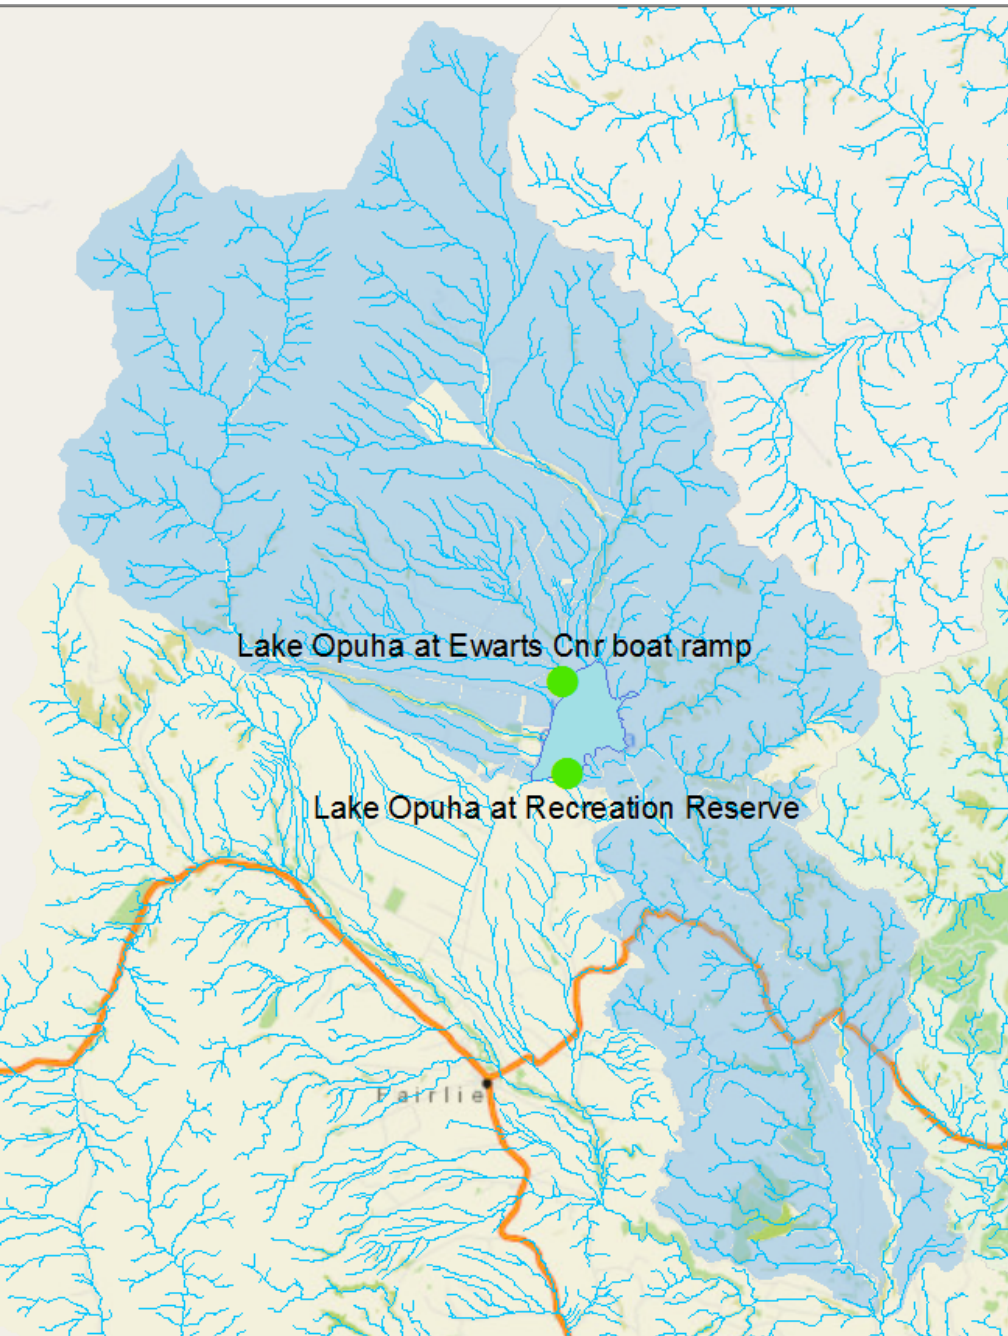 Lake Opuha at Ewarts Cnr boat ramp
Lake Opuha at Recreation Reserve
Fairlie